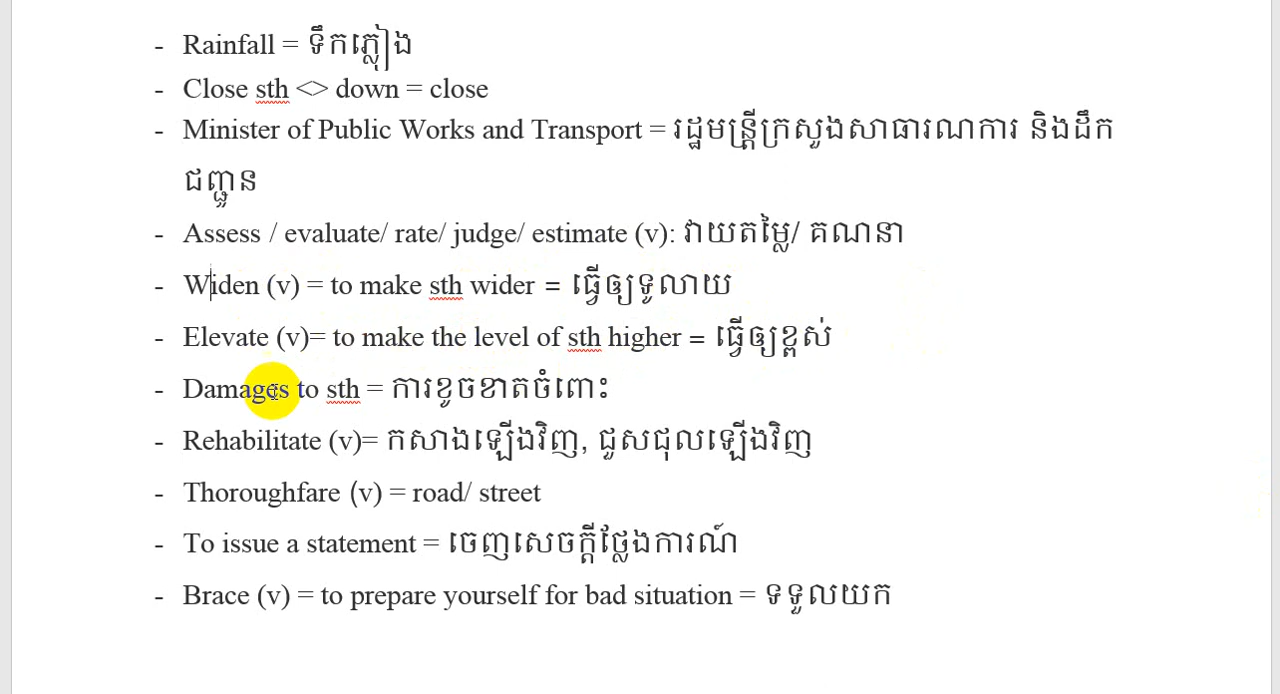 - Rainfall = ទឹកភ្លៀង
- Close sth <> down = close
- Minister of Public Works and Transport = រដ្ឋមន្ត្រីក្រសួងសាធារណការ និងដឹក
ជញ្ជូន
- Assess / evaluate/ rate/ judge/ estimate (v): វាយតម្លៃ/ គណនា
- Widen (v) = to make sth wider = ធ្វើឲ្យទូលាយ
- Elevate (v)= to make the level of sth higher = ធ្វើឲ្យខ្ពស់
- Damages to sth = ការខូចខាតចំពោះ
- Rehabilitate (v)= កសាងឡើងវិញ, ជួសជុលឡើងវិញ
- Thoroughfare (v) = road/ street
- To issue a statement = ចេញសេចក្តីថ្លែងការណ៍
- Brace (v) = to prepare yourself for bad situation = ទទួលយក